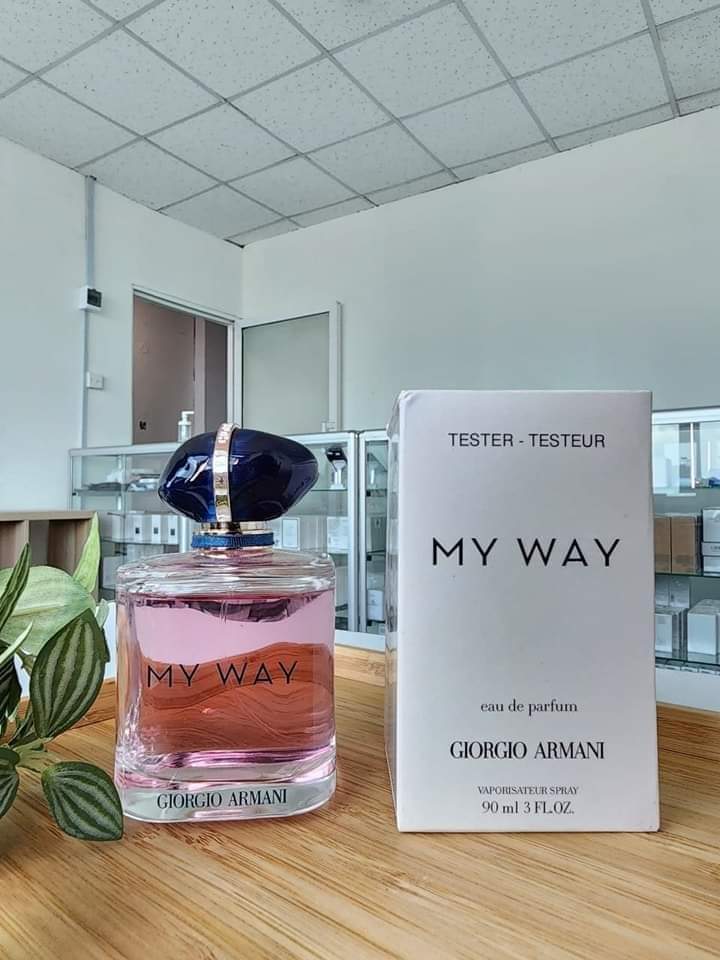 MY WAY
GIORGIO ARMANI
TESTER - TESTEUR
MY WAY
eau de parfum
GIORGIO ARMANI
VAPORISATEUR SPRAY
90 ml 3 FL.OZ.